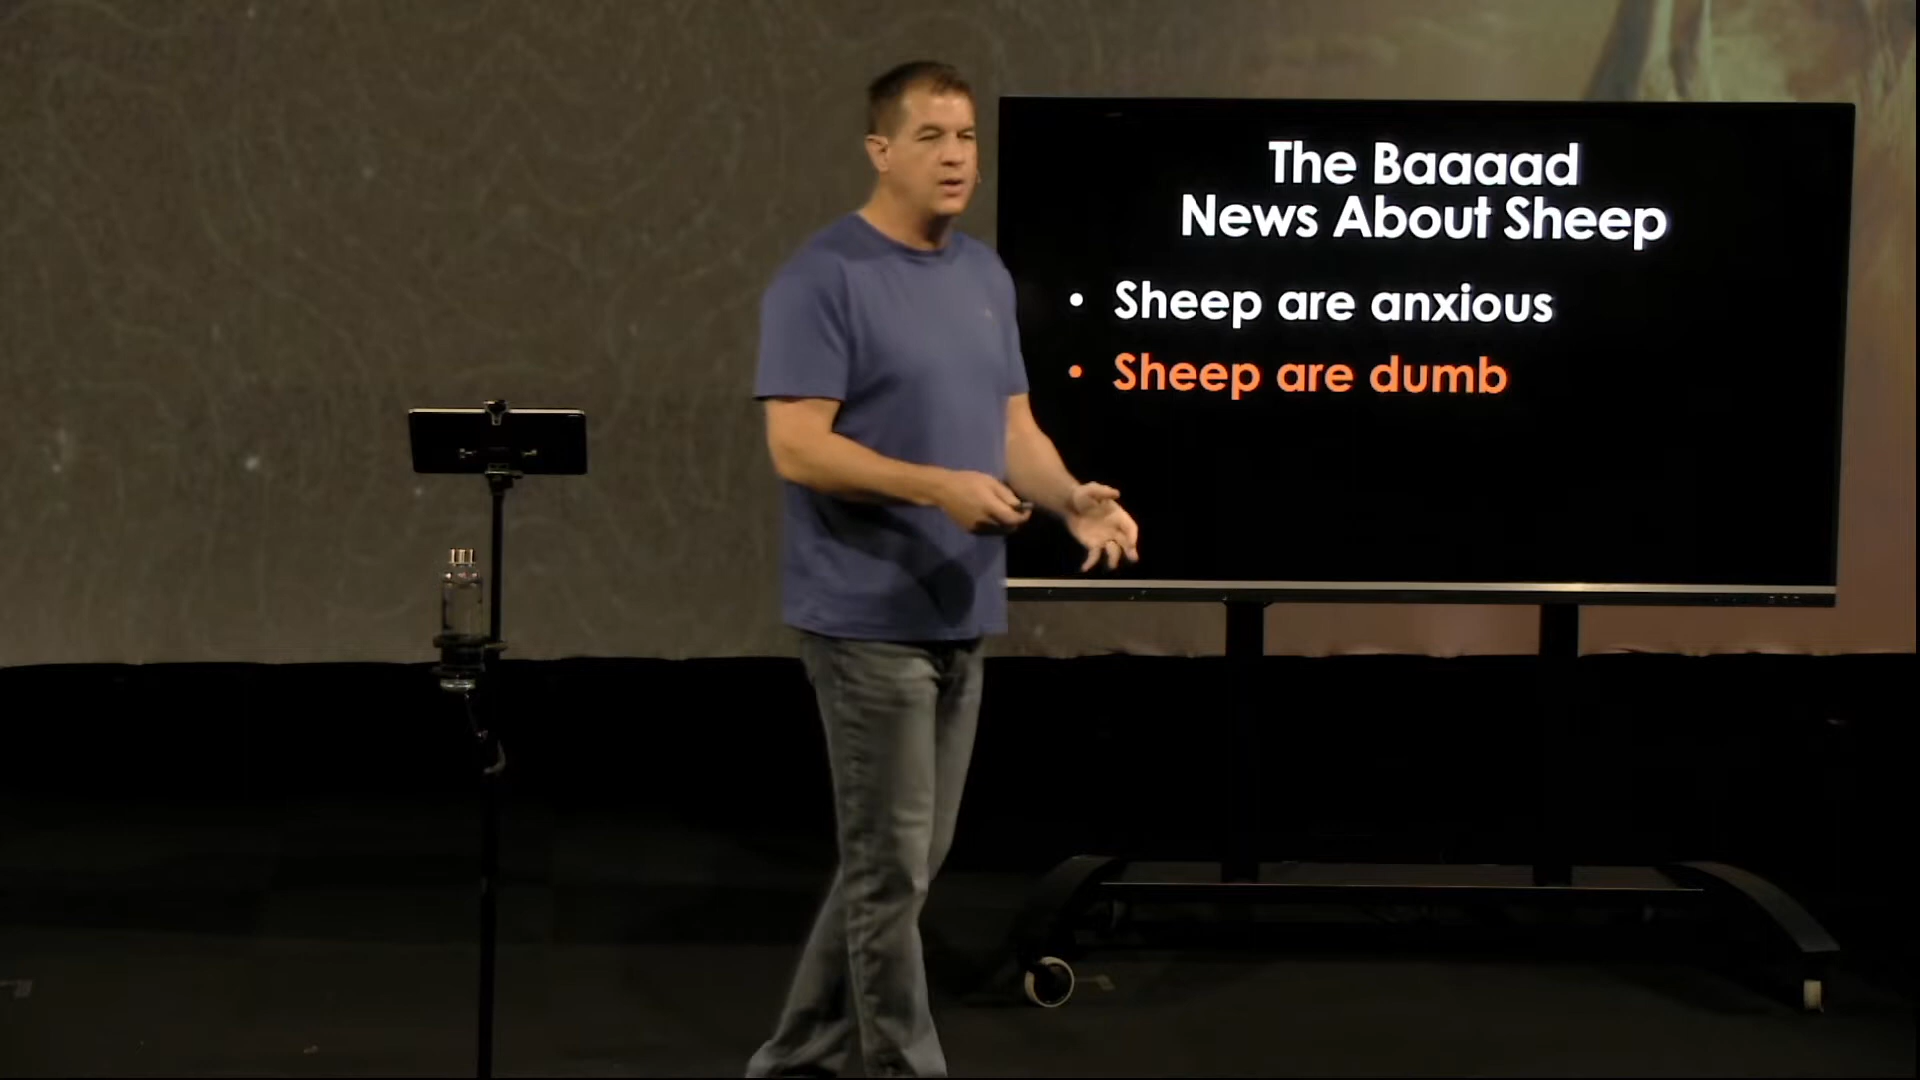 The Baaaad
News About Sheep
• Sheep are anxious
• Sheep are dumb